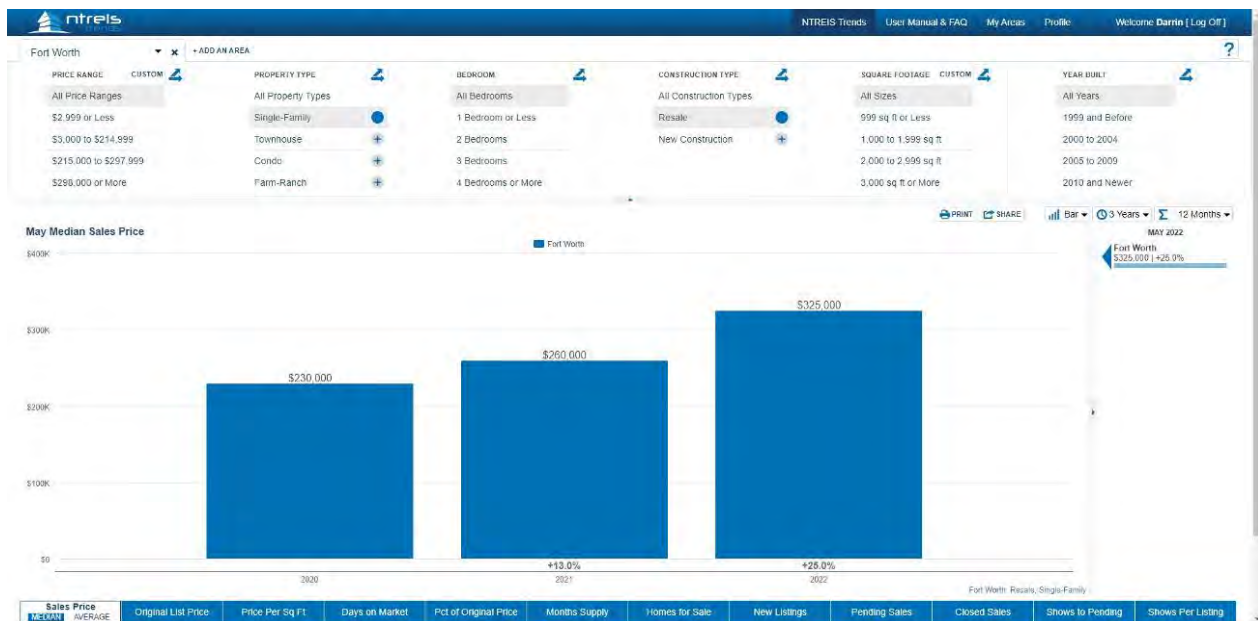 ntreis
trends
NTREIS Trends User Manual & FAQ My Areas Profile Welcome Darrin [ Log Off ]
Fort Worth x + ADD AN AREA ?
PRICE RANGE CUSTOM PROPERTY TYPE BEDROOM CONSTRUCTION TYPE SQUARE FOOTAGE CUSTOM YEAR BUILT
All Price Ranges All Property Types All Bedrooms All Construction Types All Sizes All Years
$2,999 or Less Single-Family 1 Bedroom or Less Resale 999 sq ft or Less 1999 and Before
$3,000 to $214,999 Townhouse + 2 Bedrooms New Construction + 1,000 to 1,999 sq ft 2000 to 2004
$215,000 to $297,999 Condo + 3 Bedrooms 2,000 to 2,999 sq ft 2005 to 2009
$298,000 or More Farm-Ranch + 4 Bedrooms or More 3,000 sq ft or More 2010 and Newer
PRINT SHARE Bar 3 Years Σ 12 Months
May Median Sales Price
MAY 2022
Fort Worth
Fort Worth
$325,000 | +25.0%
$400K
$325,000
$300K
$260,000
$230,000
$200K
$100K
$0
+13.0% +25.0%
2020 2021 2022
Fort Worth: Resale, Single-Family
Sales Price
MEDIAN AVERAGE
Original List Price Price Per Sq Ft Days on Market Pct of Original Price Months Supply Homes for Sale New Listings Pending Sales Closed Sales Shows to Pending Shows Per Listing